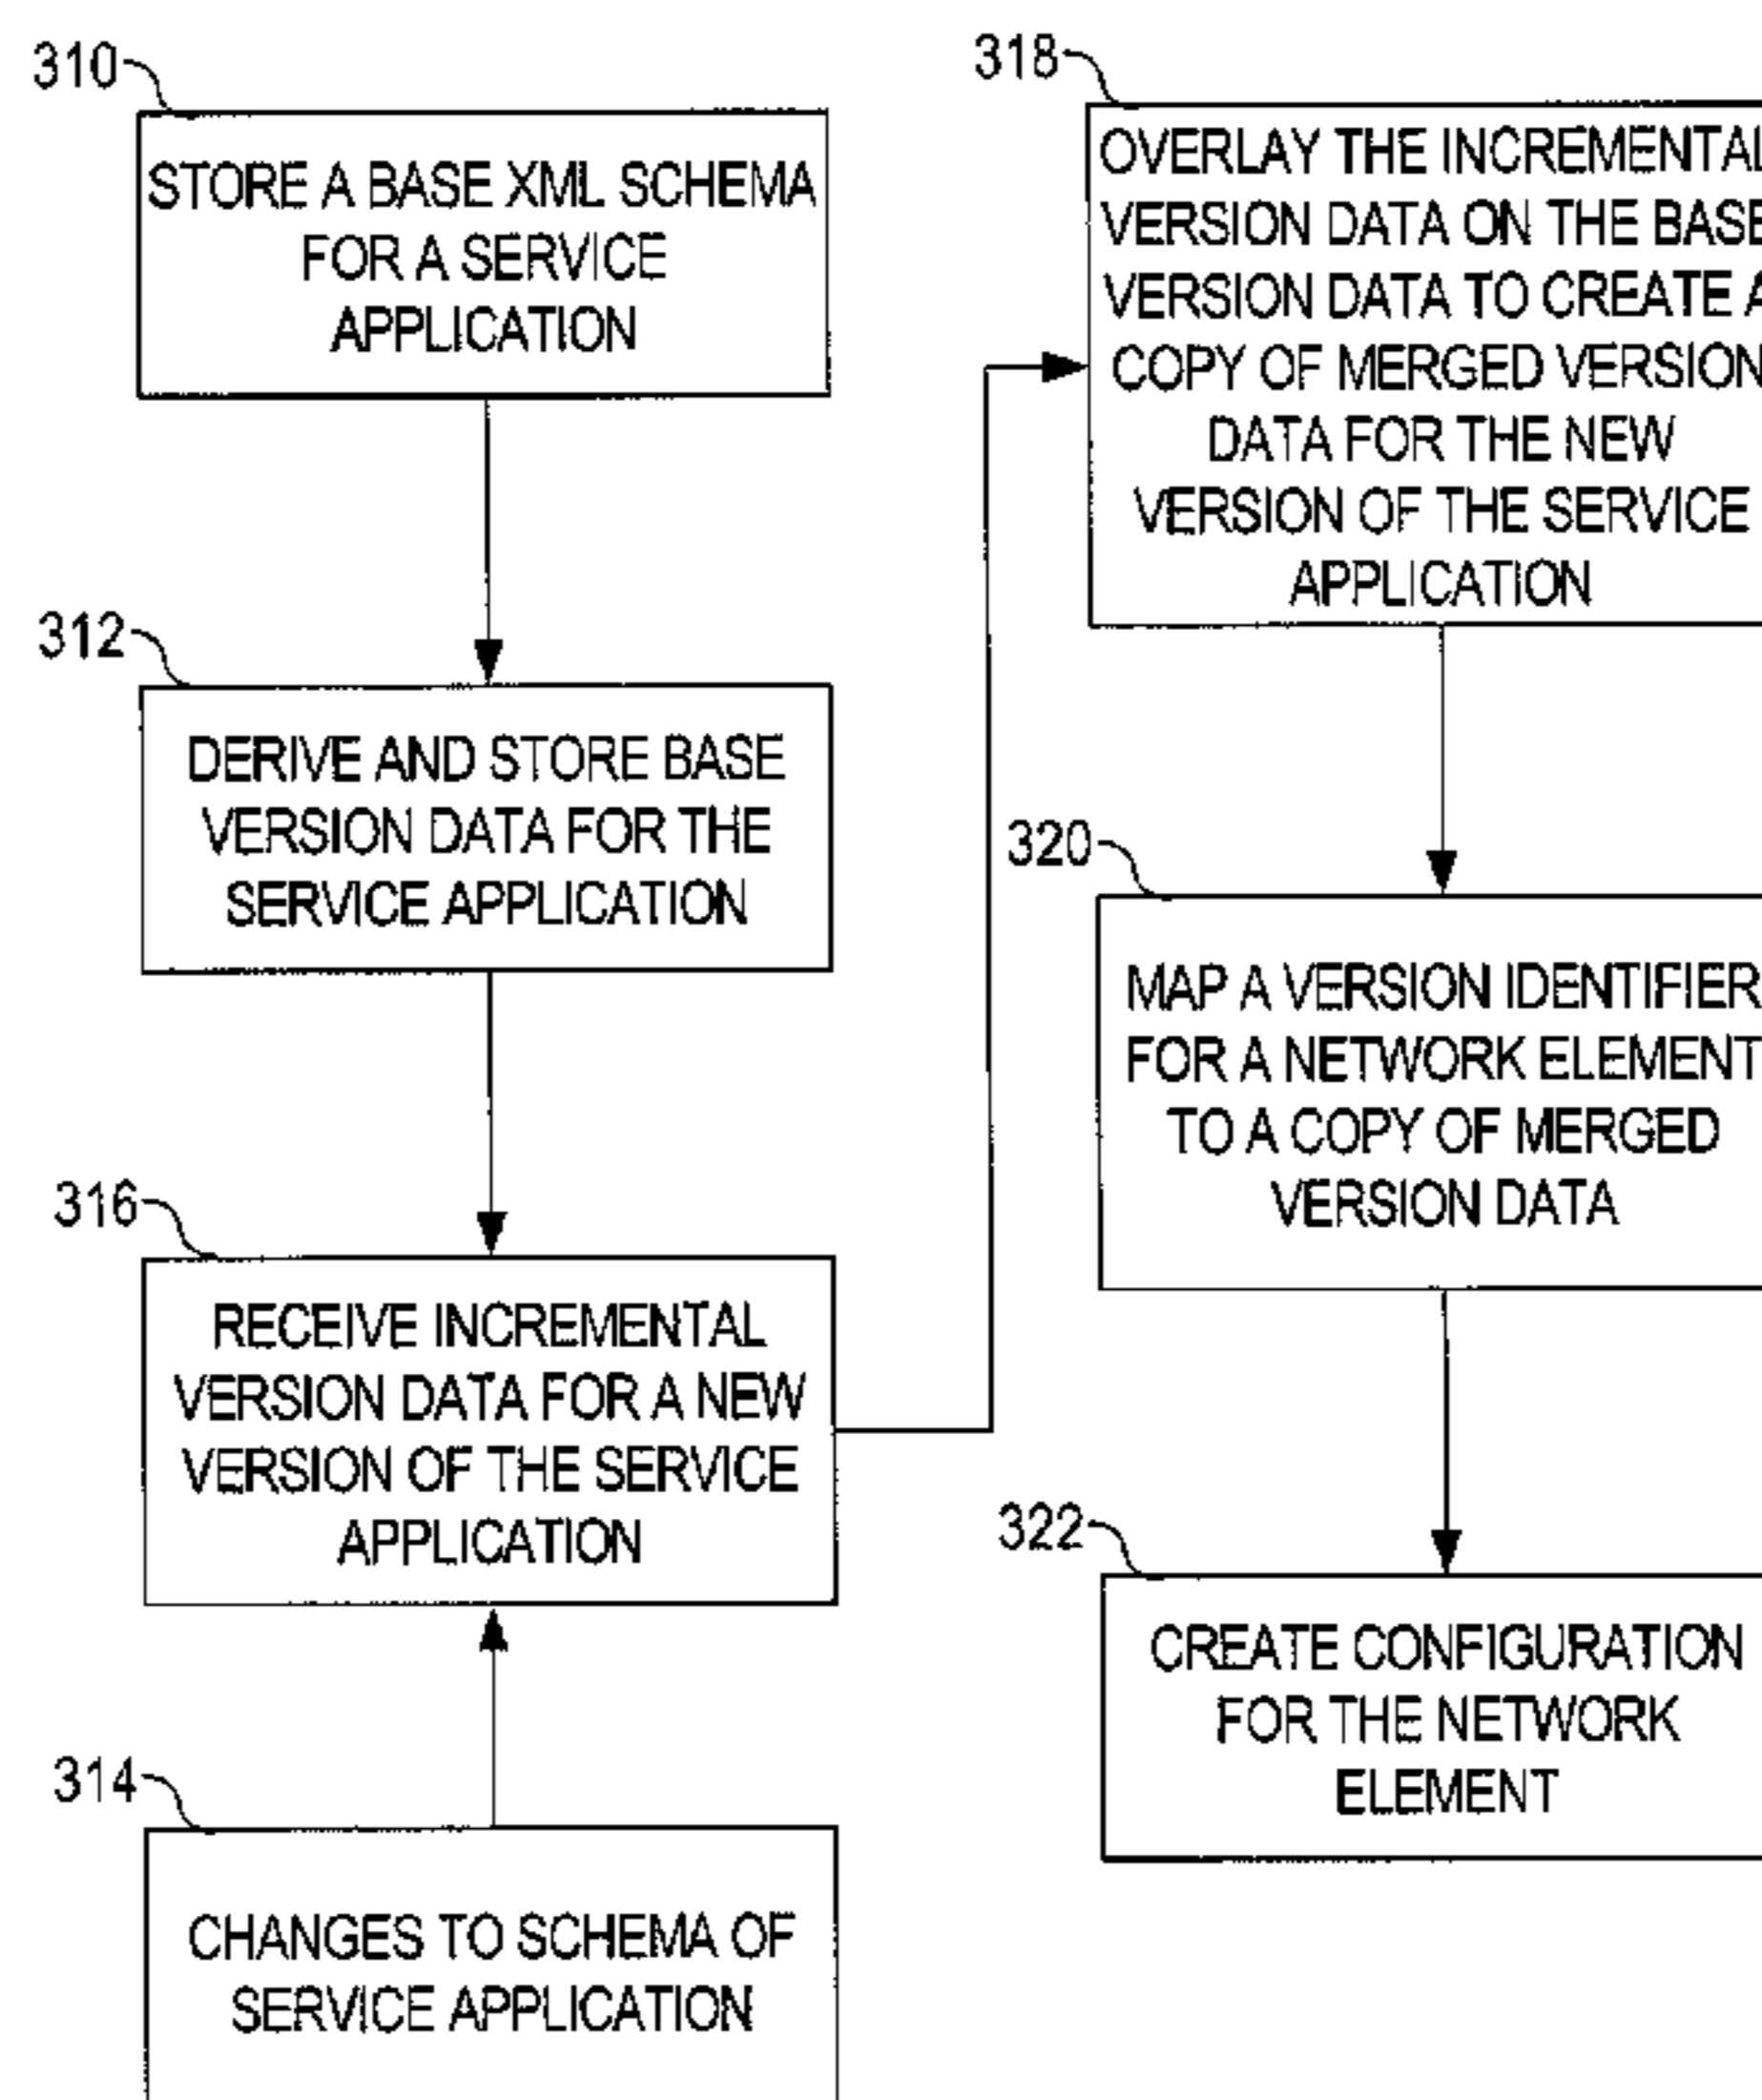 310
STORE A BASE XML SCHEMA
FOR A SERVICE
APPLICATION
312
DERIVE AND STORE BASE
VERSION DATA FOR THE
SERVICE APPLICATION
316
RECEIVE INCREMENTAL
VERSION DATA FOR A NEW
VERSION OF THE SERVICE
APPLICATION
314
CHANGES TO SCHEMA OF
SERVICE APPLICATION
318
OVERLAY THE INCREMENTAL
VERSION DATA ON THE BASE
VERSION DATA TO CREATE A
COPY OF MERGED VERSION
DATA FOR THE NEW
VERSION OF THE SERVICE
APPLICATION
320
MAP A VERSION IDENTIFIER
FOR A NETWORK ELEMENT
TO A COPY OF MERGED
VERSION DATA
322
CREATE CONFIGURATION
FOR THE NETWORK
ELEMENT